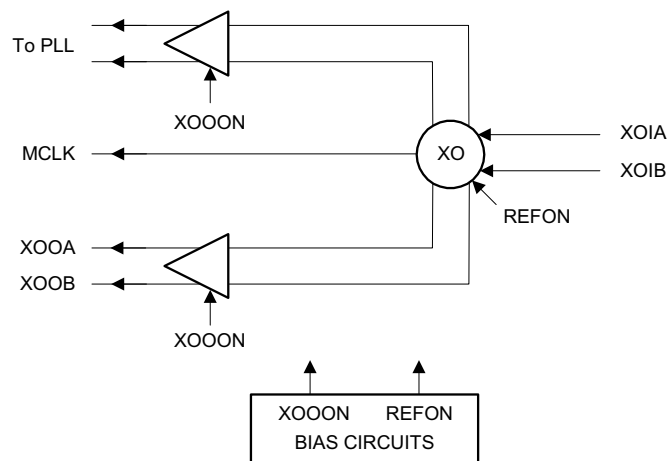 To PLL
XOOON
MCLK
XO
XOIA
XOIB
REFON
XOOA
XOOB
XOOON
XOOON REFON
BIAS CIRCUITS